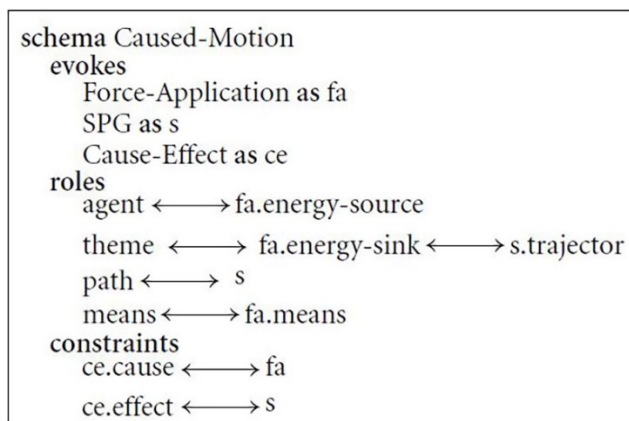 schema Caused-Motion
evokes
Force-Application as fa
SPG as s
Cause-Effect as ce
roles
agent ⟷ fa.energy-source
theme ⟷ fa.energy-sink ⟷ s.trajector
path ⟷ s
means ⟷ fa.means
constraints
ce.cause ⟷ fa
ce.effect ⟷ s